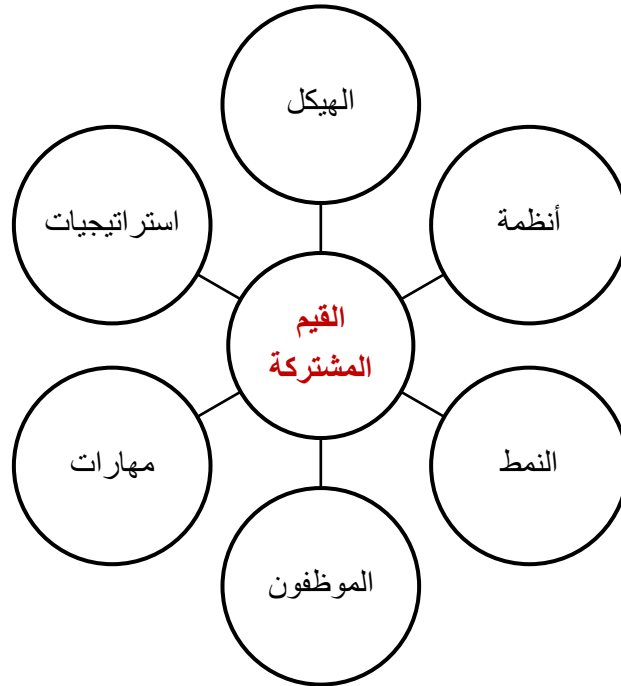 الهيكل
أنظمة
استراتيجيات
القيم
المشتركة
النمط
مهارات
الموظفون